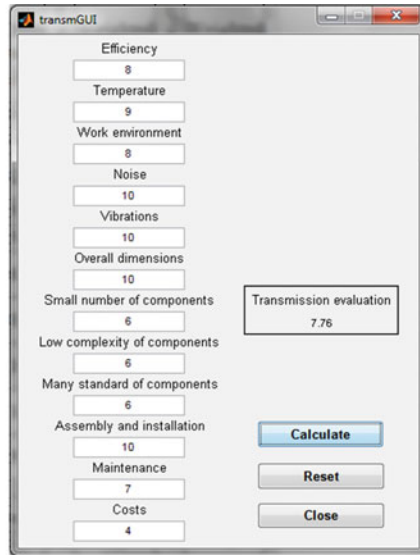 transmGUI
Efficiency
8
Temperature
9
Work environment
8
Noise
10
Vibrations
10
Overall dimensions
10
Small number of components
6
Low complexity of components
6
Many standard of components
6
Assembly and installation
10
Maintenance
7
Costs
4
Transmission evaluation
7.76
Calculate
Reset
Close